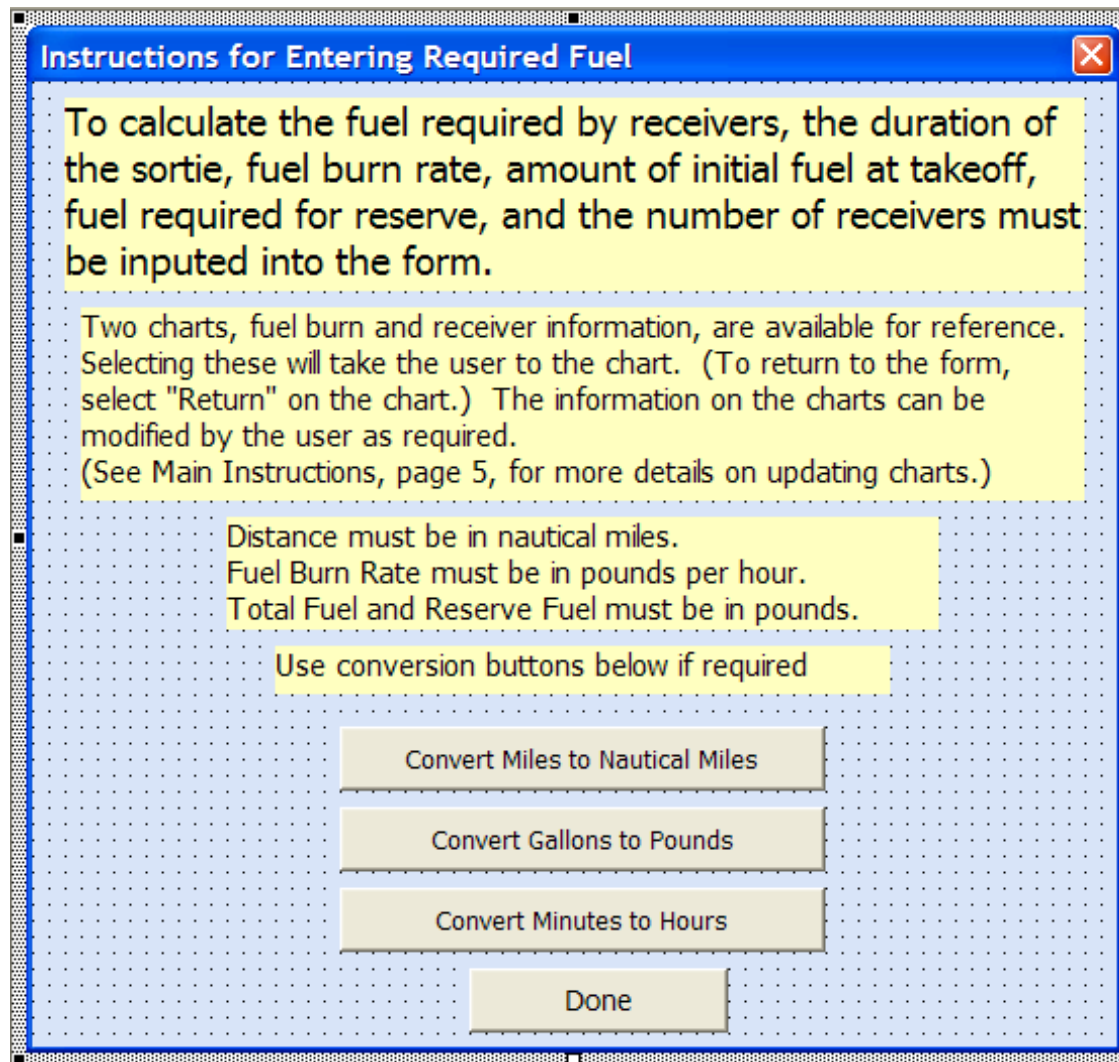 Instructions for Entering Required Fuel
To calculate the fuel required by receivers, the duration of
the sortie, fuel burn rate, amount of initial fuel at takeoff,
fuel required for reserve, and the number of receivers must
be inputed into the form.
Two charts, fuel burn and receiver information, are available for reference.
Selecting these will take the user to the chart.  (To return to the form,
select "Return" on the chart.)  The information on the charts can be
modified by the user as required.
(See Main Instructions, page 5, for more details on updating charts.)
Distance must be in nautical miles.
Fuel Burn Rate must be in pounds per hour.
Total Fuel and Reserve Fuel must be in pounds.
Use conversion buttons below if required
Convert Miles to Nautical Miles
Convert Gallons to Pounds
Convert Minutes to Hours
Done